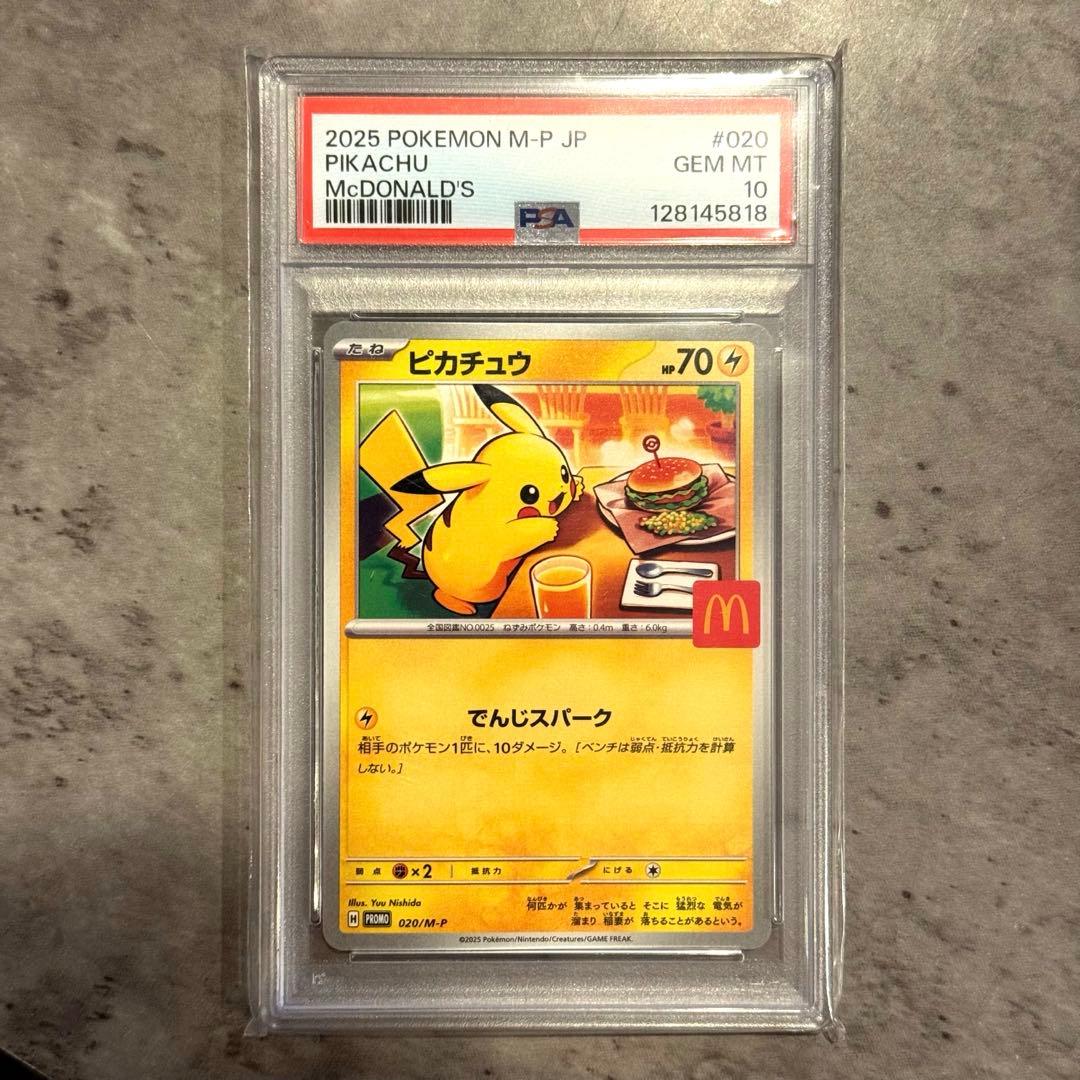 2025 POKEMON M-P JP #020
PIKACHU GEM MT
McDONALD'S 10
PSA 128145818
たね ピカチュウ HP70
全国図鑑NO.0025 ねずみポケモン 高さ:0.4m 重さ:6.0kg
M
でんじスパーク
相手のポケモン1匹に、10ダメージ。[ベンチは弱点・抵抗力を計算
しない。]
弱点 ×2 抵抗力 にげる
Illus. Yuu Nishida
何匹かが 集まっていると そこに 猛烈な 電気が
溜まり 稲妻が 落ちることがあるという。
H PROMO 020/M-P
©2025 Pokémon/Nintendo/Creatures/GAME FREAK.